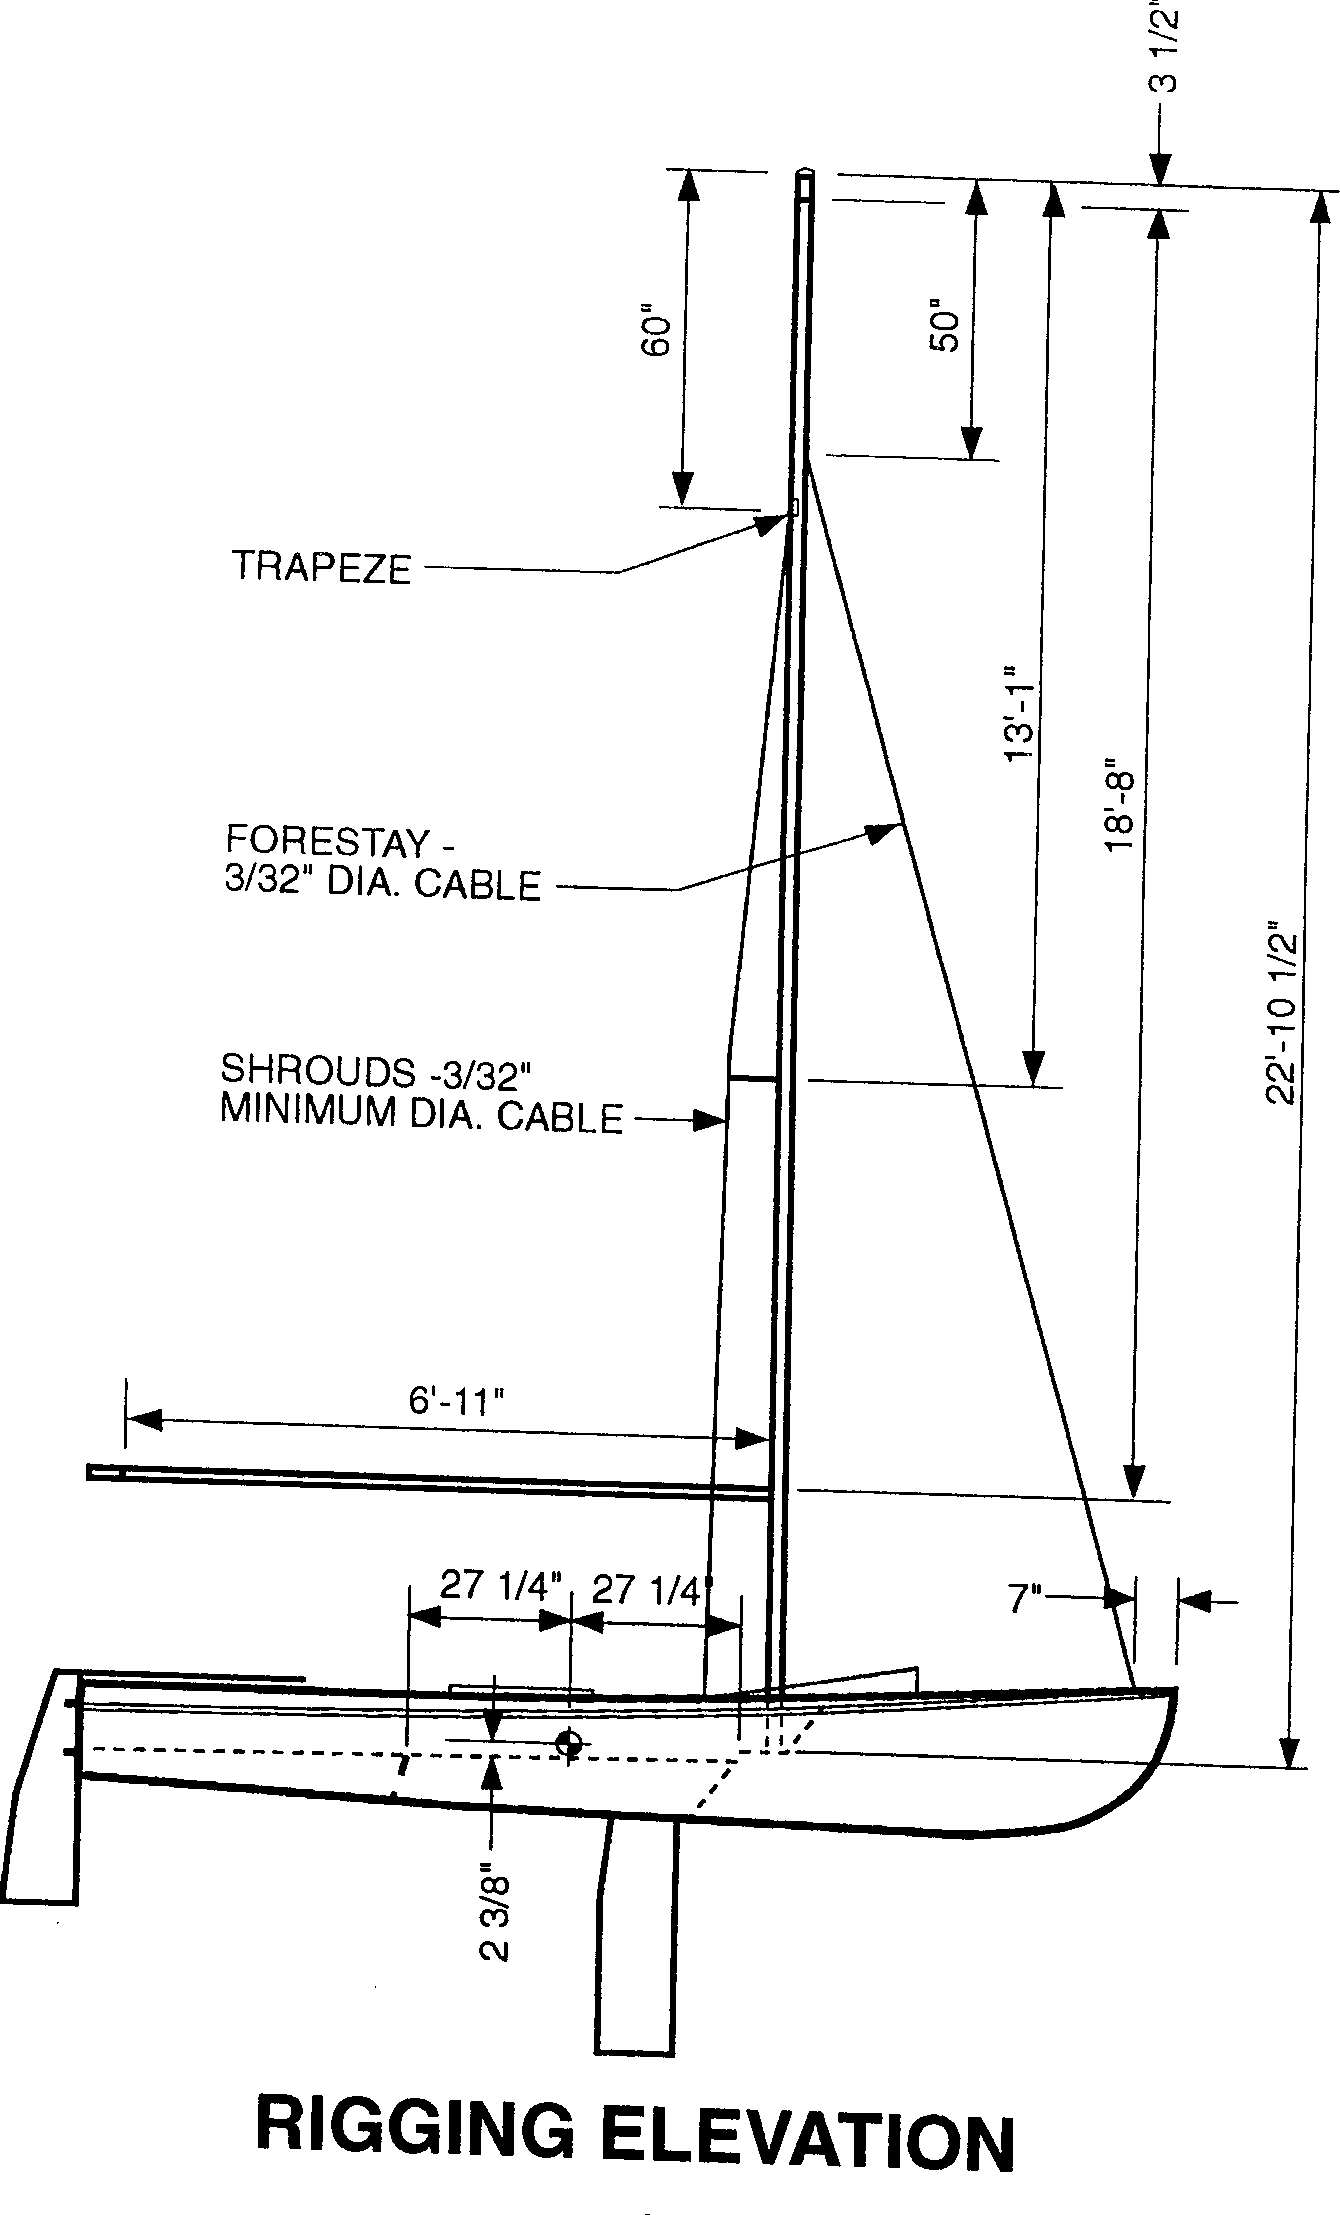 3 1/2"
60"
50"
TRAPEZE
13'-1"
18'-8"
FORESTAY -
3/32" DIA. CABLE
22'-10 1/2"
SHROUDS -3/32"
MINIMUM DIA. CABLE
6'-11"
27 1/4" 27 1/4"
7"
2 3/8"
RIGGING ELEVATION